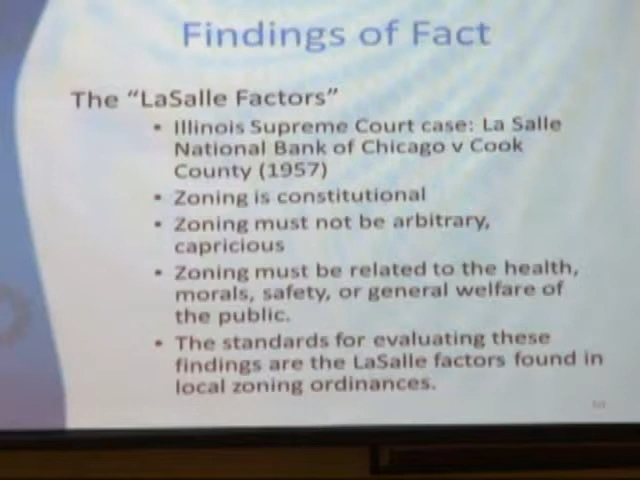 Findings of Fact
The “LaSalle Factors”
• Illinois Supreme Court case: La Salle
National Bank of Chicago v Cook
County (1957)
• Zoning is constitutional
• Zoning must not be arbitrary,
capricious
• Zoning must be related to the health,
morals, safety, or general welfare of
the public.
• The standards for evaluating these
findings are the LaSalle factors found in
local zoning ordinances.